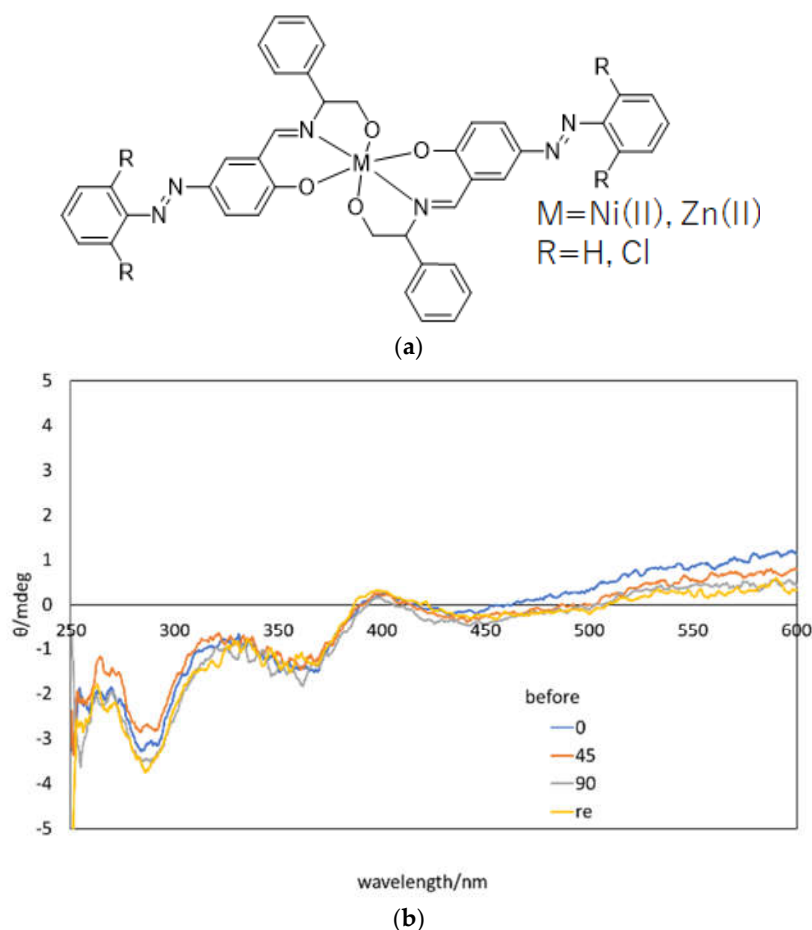 R
R
N
N
N
O
O
M
O
O
N
N
N
R
R
M=Ni(II), Zn(II)
R=H, Cl
(a)
5
4
3
2
1
0
-1
-2
-3
-4
-5
250 300 350 400 450 500 550 600
θ/mdeg
before
0
45
90
re
wavelength/nm
(b)